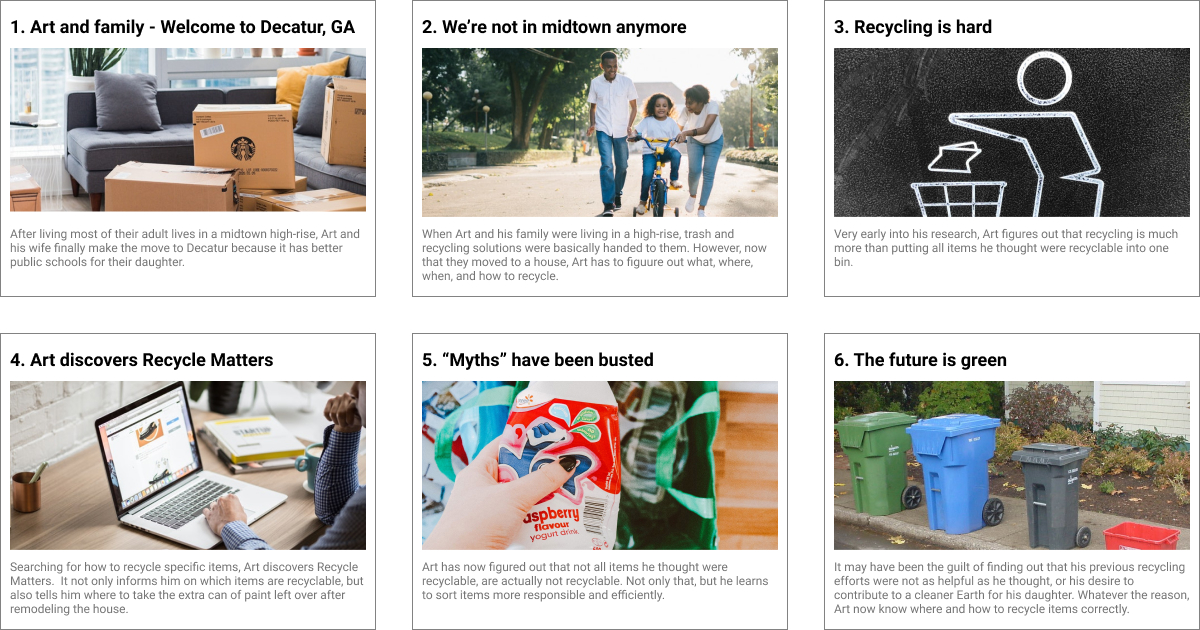 1. Art and family - Welcome to Decatur, GA
After living most of their adult lives in a midtown high-rise, Art and
his wife finally make the move to Decatur because it has better
public schools for their daughter.
2. We’re not in midtown anymore
When Art and his family were living in a high-rise, trash and
recycling solutions were basically handed to them. However, now
that they moved to a house, Art has to figuure out what, where,
when, and how to recycle.
3. Recycling is hard
Very early into his research, Art figures out that recycling is much
more than putting all items he thought were recyclable into one
bin.
4. Art discovers Recycle Matters
STARTUP
Searching for how to recycle specific items, Art discovers Recycle
Matters.  It not only informs him on which items are recyclable, but
also tells him where to take the extra can of paint left over after
remodeling the house.
5. “Myths” have been busted
aspberry
flavour
yogurt drink
Art has now figured out that not all items he thought were
recyclable, are actually not recyclable. Not only that, but he learns
to sort items more responsible and efficiently.
6. The future is green
It may have been the guilt of finding out that his previous recycling
efforts were not as helpful as he thought, or his desire to
contribute to a cleaner Earth for his daughter. Whatever the reason,
Art now know where and how to recycle items correctly.